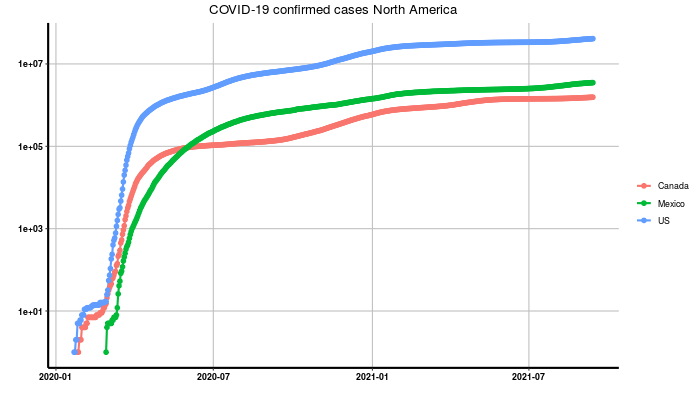 COVID-19 confirmed cases North America
1e+07
1e+05
1e+03
1e+01
2020-01
2020-07
2021-01
2021-07
Canada
Mexico
US